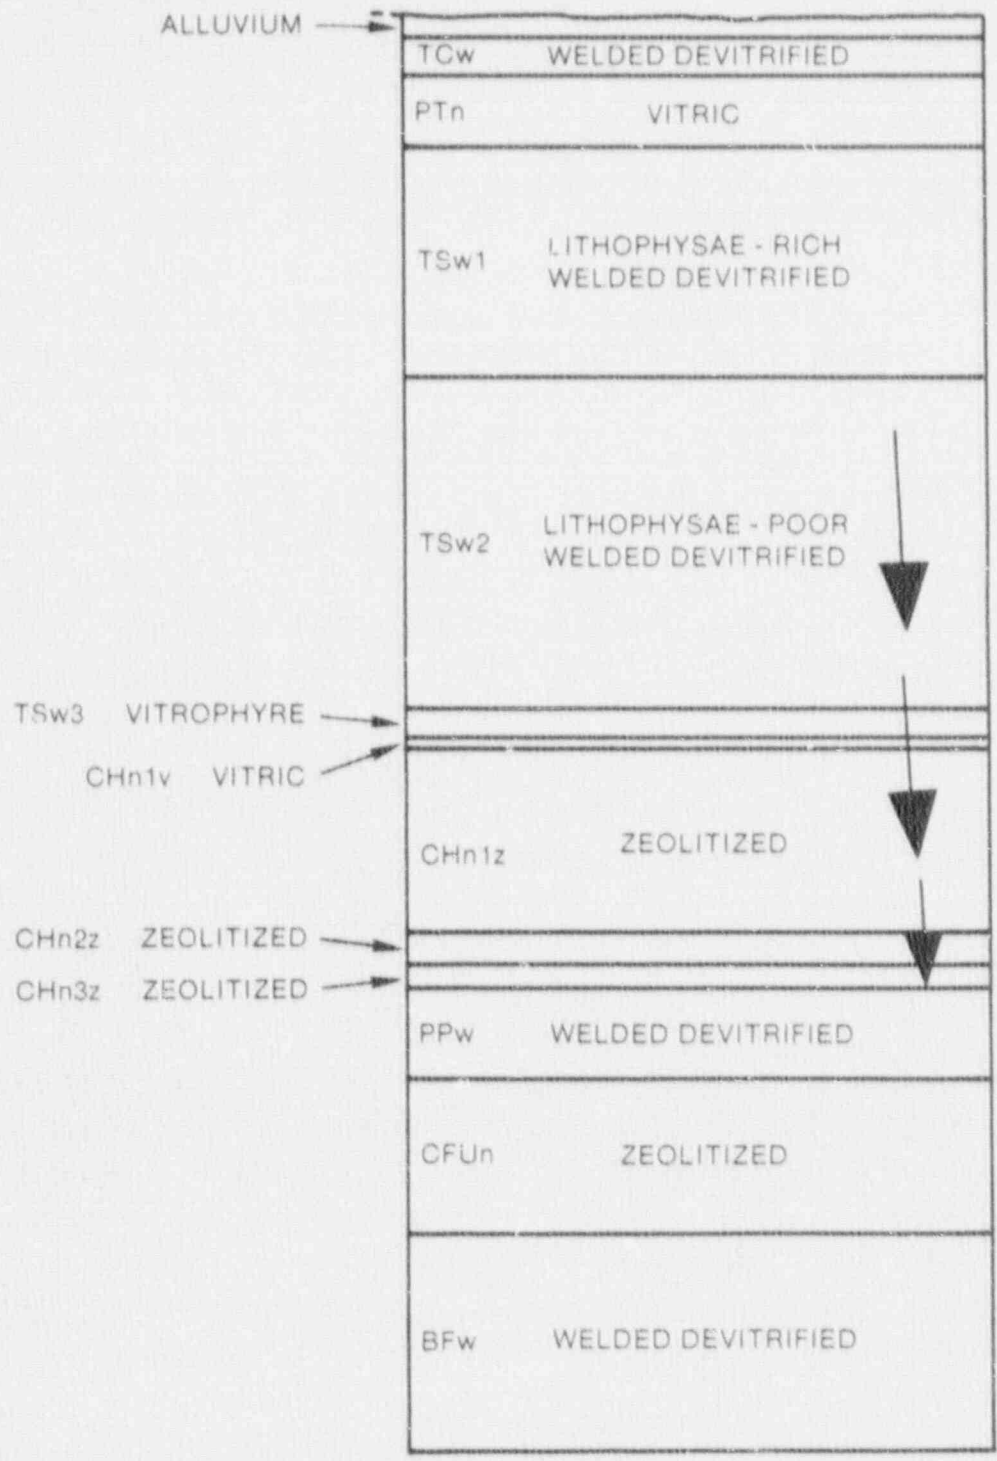 ALLUVIUM
TCw WELDED DEVITRIFIED
PTn VITRIC
TSw1 LITHOPHYSAE - RICH
WELDED DEVITRIFIED
TSw2 LITHOPHYSAE - POOR
WELDED DEVITRIFIED
TSw3 VITROPHYRE
CHn1v VITRIC
CHn1z ZEOLITIZED
CHn2z ZEOLITIZED
CHn3z ZEOLITIZED
PPw WELDED DEVITRIFIED
CFUn ZEOLITIZED
BFw WELDED DEVITRIFIED